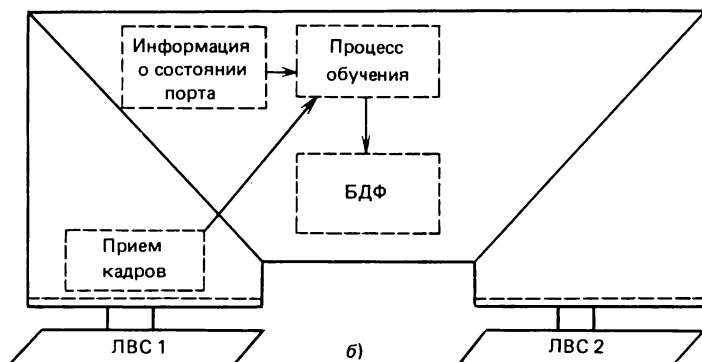 Информация
о состоянии
порта
Процесс
обучения
БДФ
Прием
кадров
ЛВС 1
б)
ЛВС 2